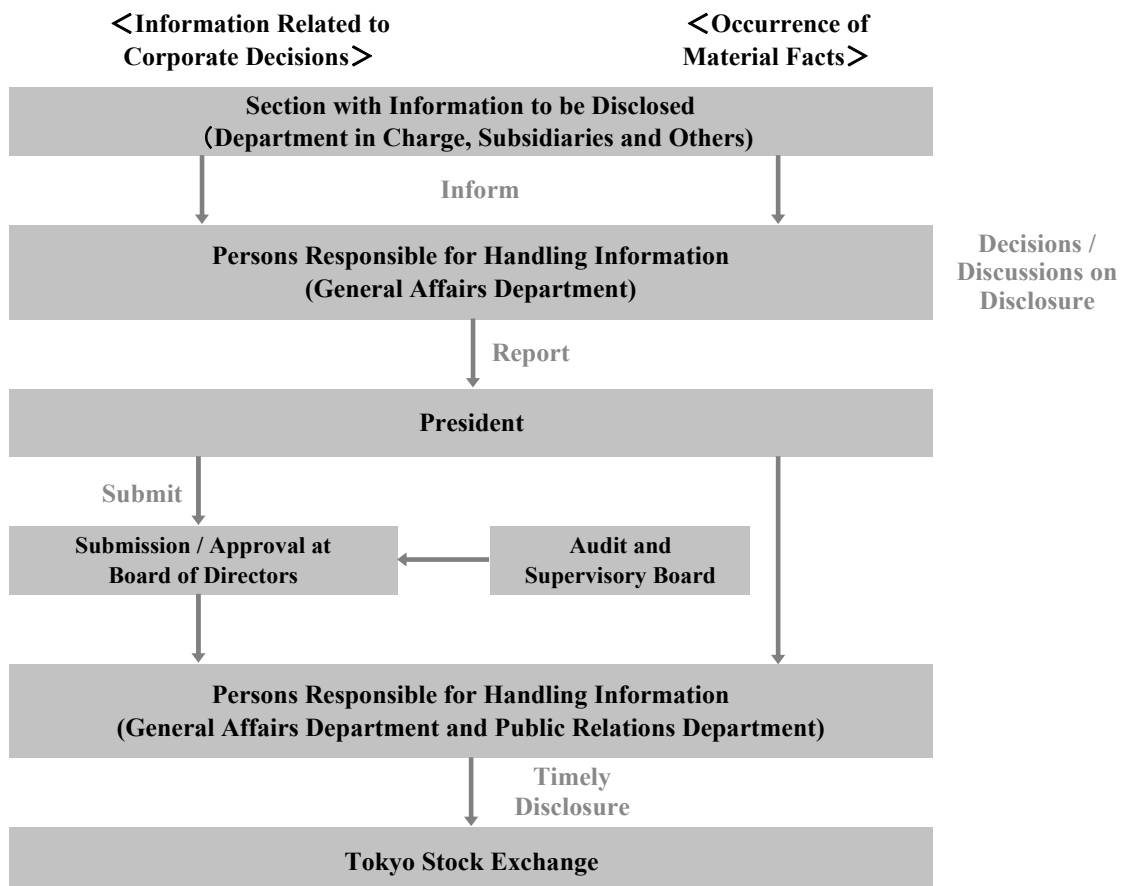 ＜Information Related to
Corporate Decisions＞
＜Occurrence of
Material Facts＞
Section with Information to be Disclosed
（Department in Charge, Subsidiaries and Others)
Inform
Persons Responsible for Handling Information
(General Affairs Department)
Decisions /
Discussions on
Disclosure
Report
President
Submit
Submission / Approval at
Board of Directors
Audit and
Supervisory Board
Persons Responsible for Handling Information
(General Affairs Department and Public Relations Department)
Timely
Disclosure
Tokyo Stock Exchange